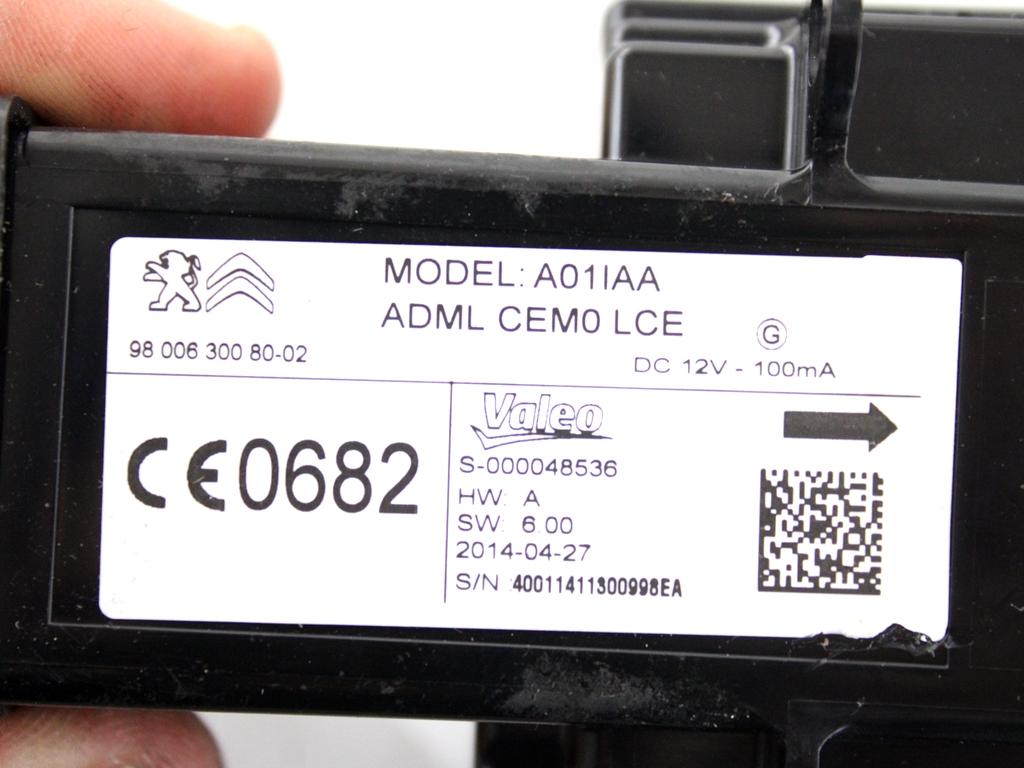 MODEL: A01IAA
ADML CEM0 LCE
G
98 006 300 80-02
DC 12V - 100mA
CE0682
Valeo
S-000048536
HW: A
SW: 6.00
2014-04-27
S/N 40011411300998EA